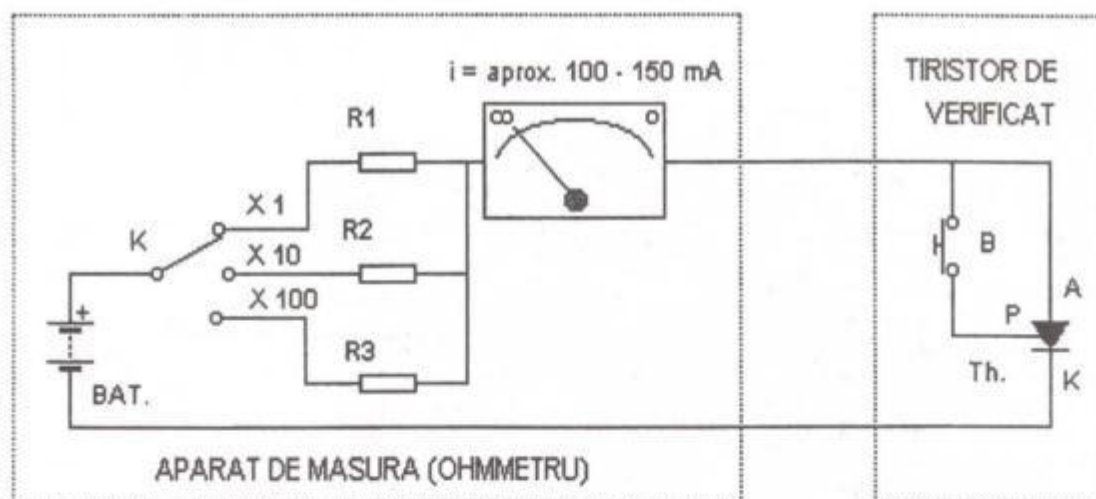 i = aprox. 100 - 150 mA
TIRISTOR DE
VERIFICAT
R1
∞
0
X 1
K
R2
X 10
B
X 100
+
A
P
R3
Th.
K
BAT.
APARAT DE MASURA (OHMMETRU)